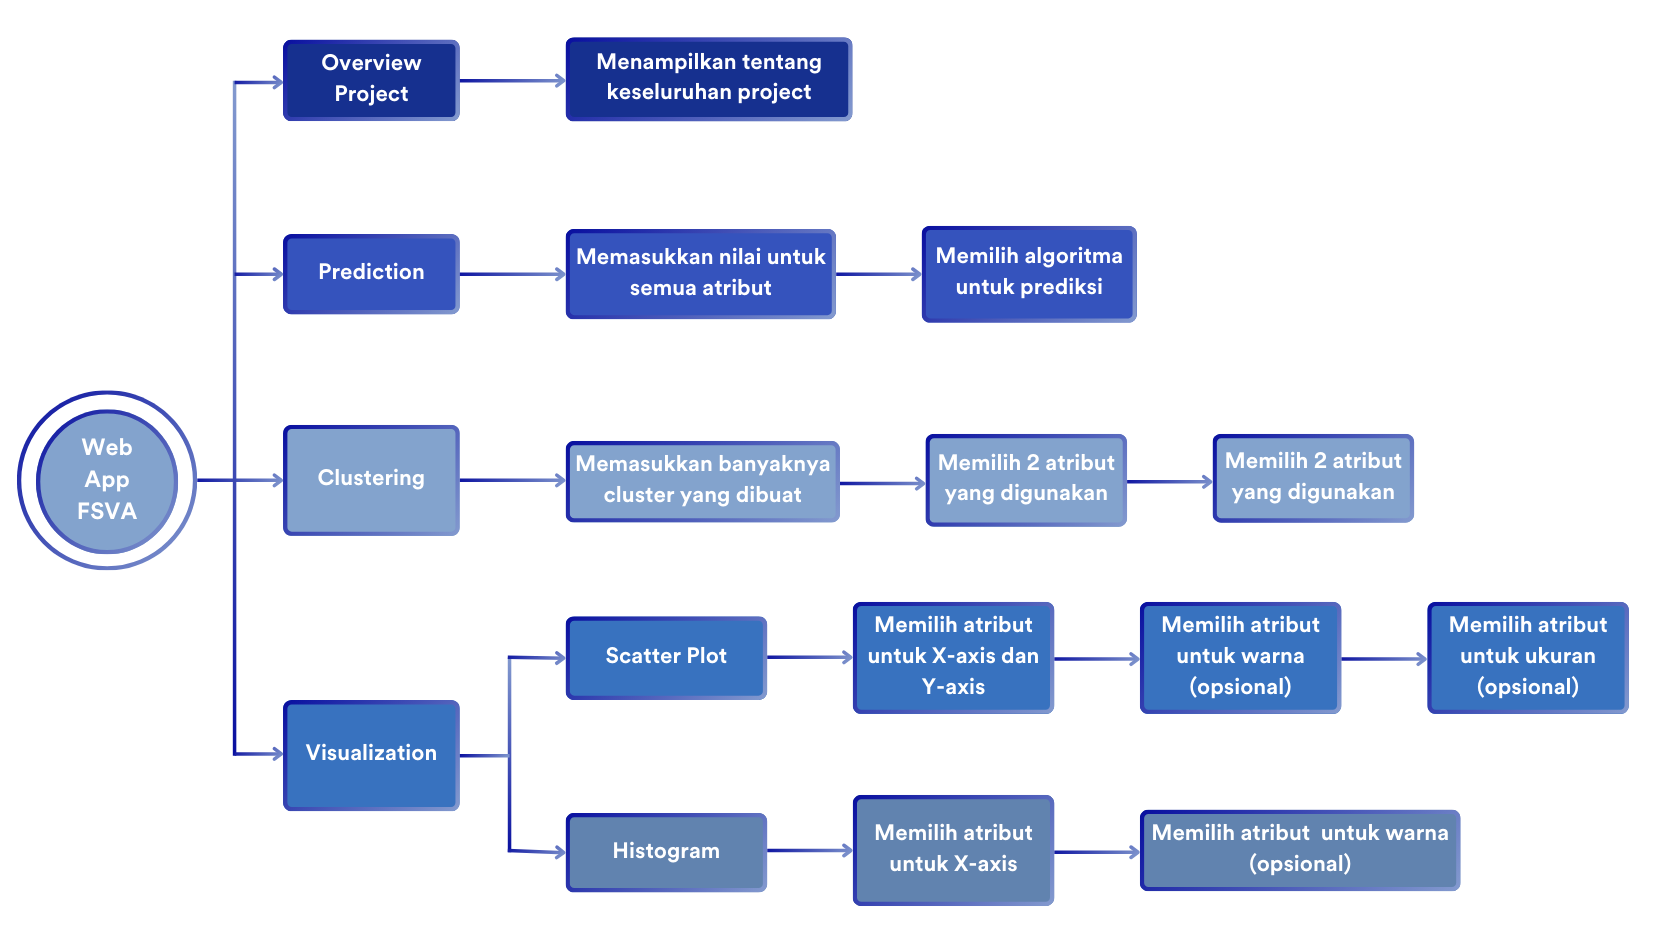 Overview
Project
Menampilkan tentang
keseluruhan project
Prediction
Memasukkan nilai untuk
semua atribut
Memilih algoritma
untuk prediksi
Web
App
FSVA
Clustering
Memasukkan banyaknya
cluster yang dibuat
Memilih 2 atribut
yang digunakan
Memilih 2 atribut
yang digunakan
Visualization
Scatter Plot
Memilih atribut
untuk X-axis dan
Y-axis
Memilih atribut
untuk warna
(opsional)
Memilih atribut
untuk ukuran
(opsional)
Histogram
Memilih atribut
untuk X-axis
Memilih atribut  untuk warna
(opsional)